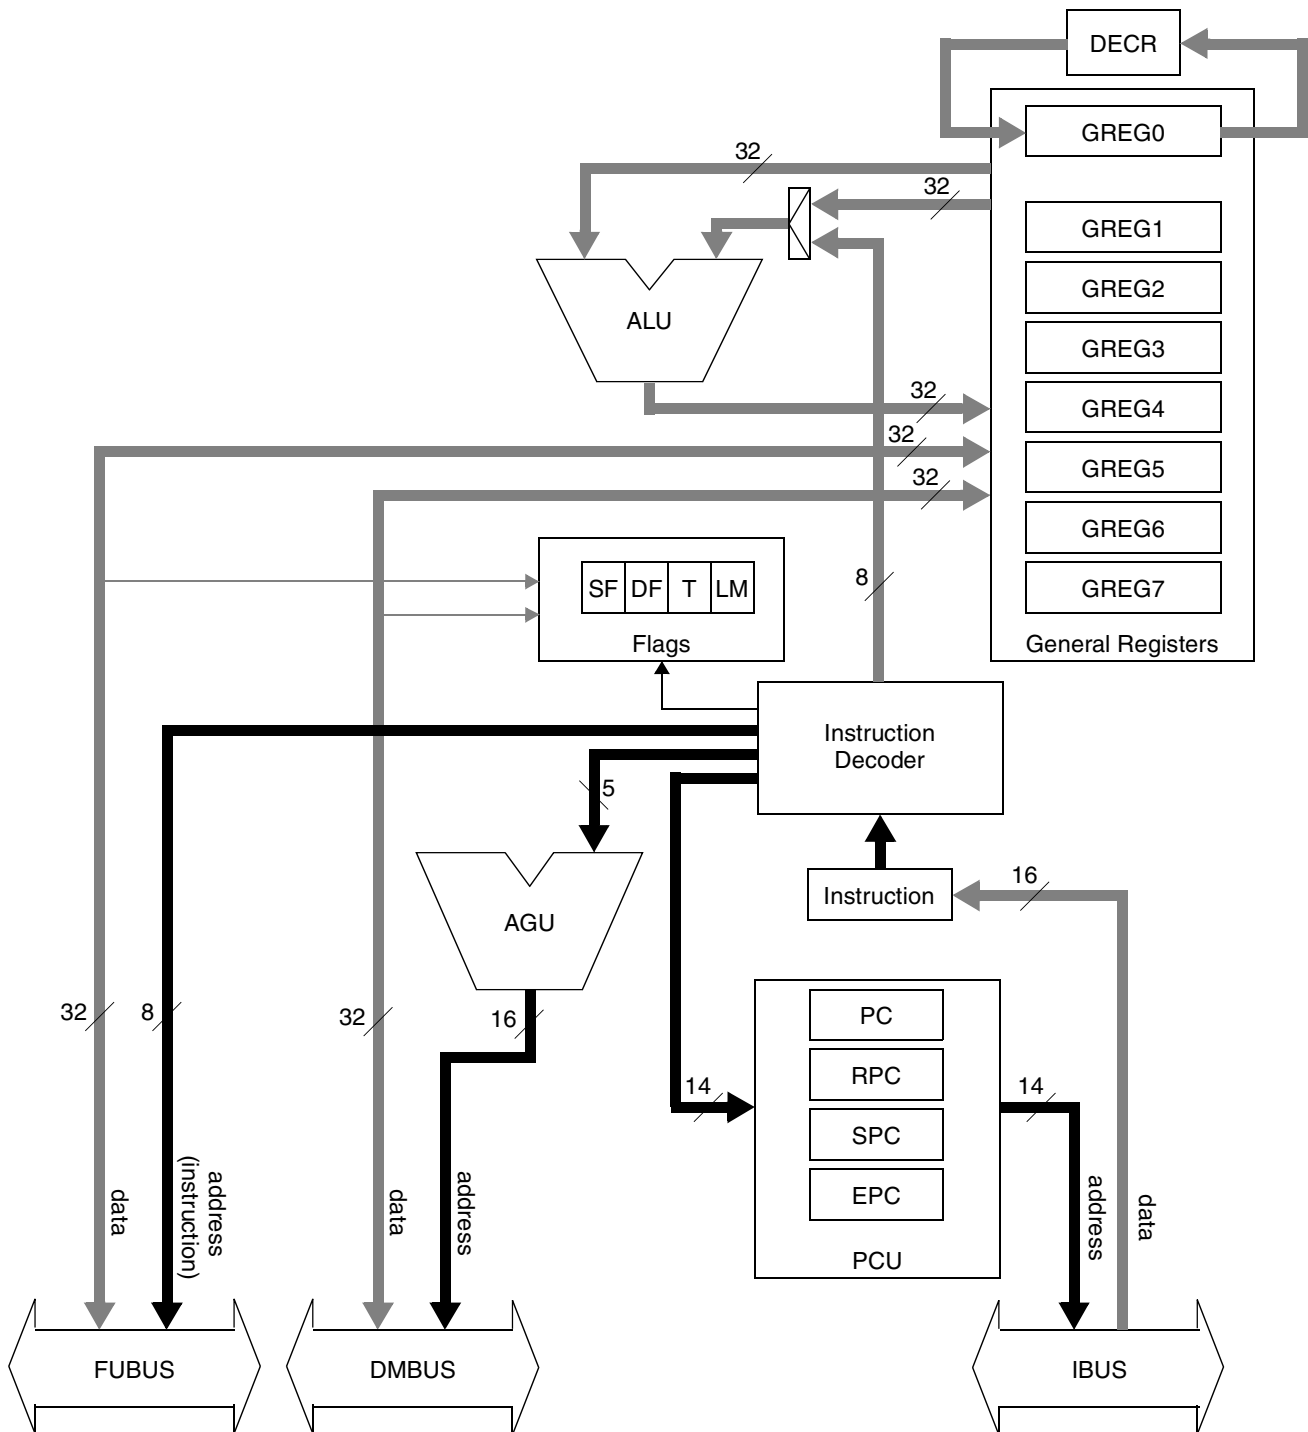 DECR
GREG0
32
32
GREG1
GREG2
ALU
GREG3
32
GREG4
32
GREG5
32
GREG6
8
SF DF T LM
GREG7
Flags
General Registers
Instruction
Decoder
5
Instruction
16
AGU
32
8
32
16
PC
RPC
14
14
SPC
EPC
PCU
data
address
(instruction)
data
address
address
data
FUBUS
DMBUS
IBUS